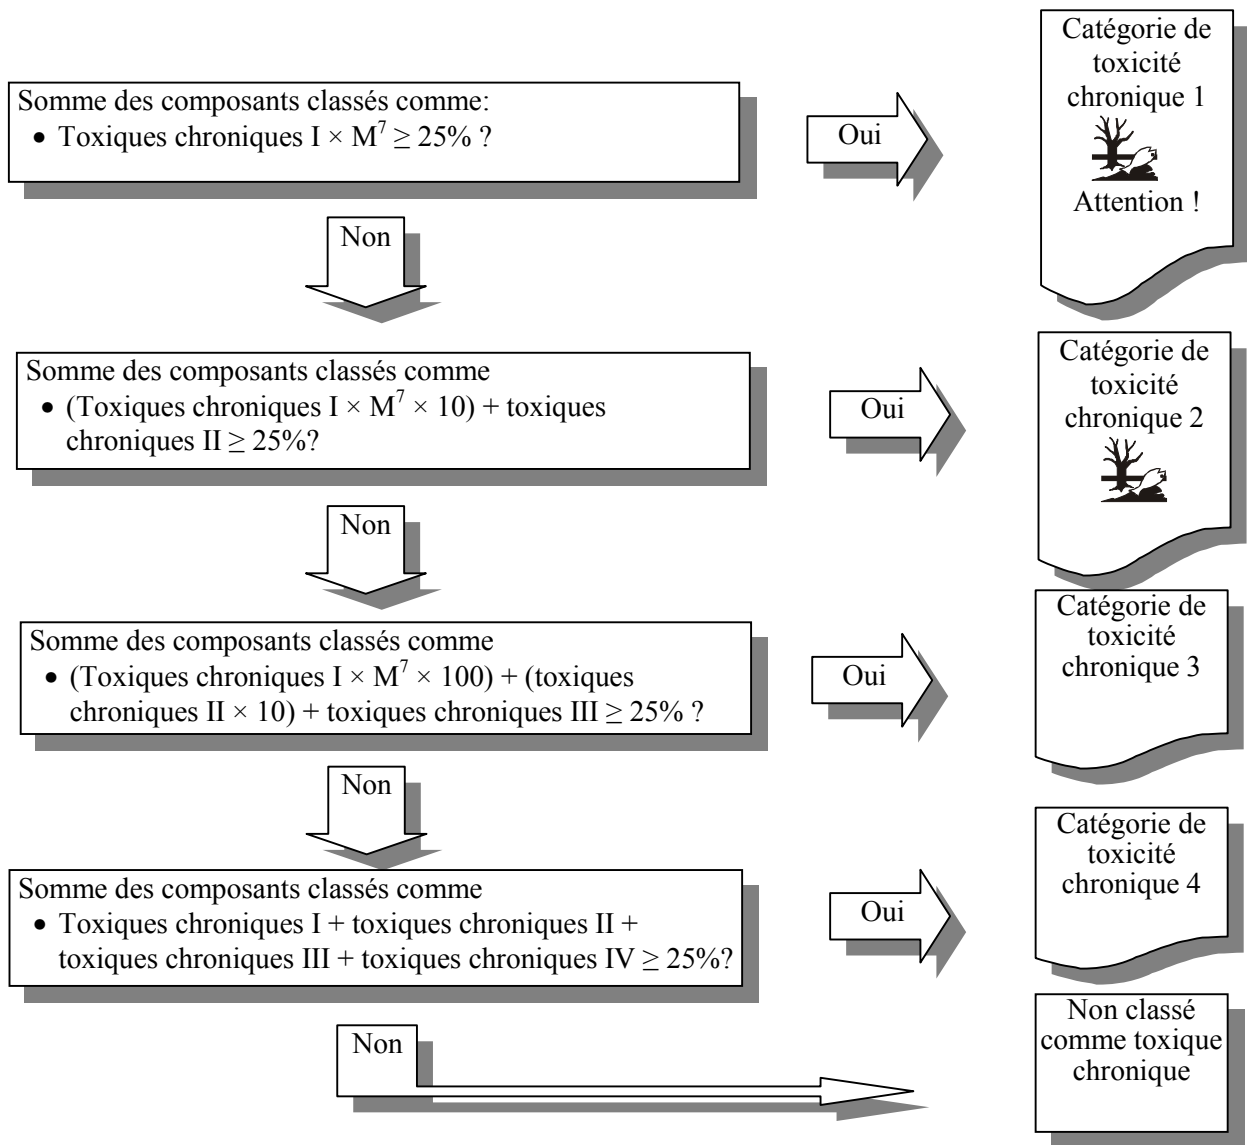 Somme des composants classés comme:
• Toxiques chroniques I × M⁷ ≥ 25% ?
Oui
Catégorie de
toxicité
chronique 1
Attention !
Non
Somme des composants classés comme
• (Toxiques chroniques I × M⁷ × 10) + toxiques
chroniques II ≥ 25%?
Oui
Catégorie de
toxicité
chronique 2
Non
Somme des composants classés comme
• (Toxiques chroniques I × M⁷ × 100) + (toxiques
chroniques II × 10) + toxiques chroniques III ≥ 25% ?
Oui
Catégorie de
toxicité
chronique 3
Non
Somme des composants classés comme
• Toxiques chroniques I + toxiques chroniques II +
toxiques chroniques III + toxiques chroniques IV ≥ 25%?
Oui
Catégorie de
toxicité
chronique 4
Non
Non classé
comme toxique
chronique